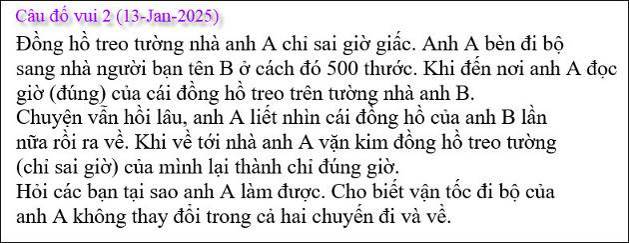 Câu đố vui 2 (13-Jan-2025)
Đồng hồ treo tường nhà anh A chỉ sai giờ giấc. Anh A bèn đi bộ
sang nhà người bạn tên B ở cách đó 500 thước. Khi đến nơi anh A đọc
giờ (đúng) của cái đồng hồ treo trên tường nhà anh B.
Chuyện vãn hồi lâu, anh A liết nhìn cái đồng hồ của anh B lần
nữa rồi ra về. Khi về tới nhà anh A vặn kim đồng hồ treo tường
(chỉ sai giờ) của mình lại thành chỉ đúng giờ.
Hỏi các bạn tại sao anh A làm được. Cho biết vận tốc đi bộ của
anh A không thay đổi trong cả hai chuyến đi và về.